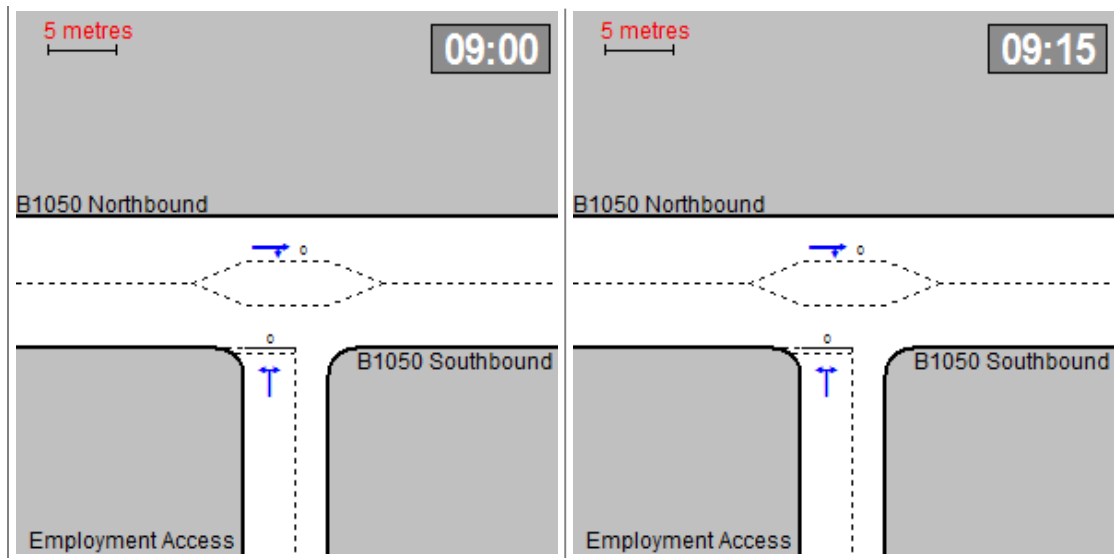 5 metres
09:00
B1050 Northbound
0
0
B1050 Southbound
Employment Access
5 metres
09:15
B1050 Northbound
0
0
B1050 Southbound
Employment Access